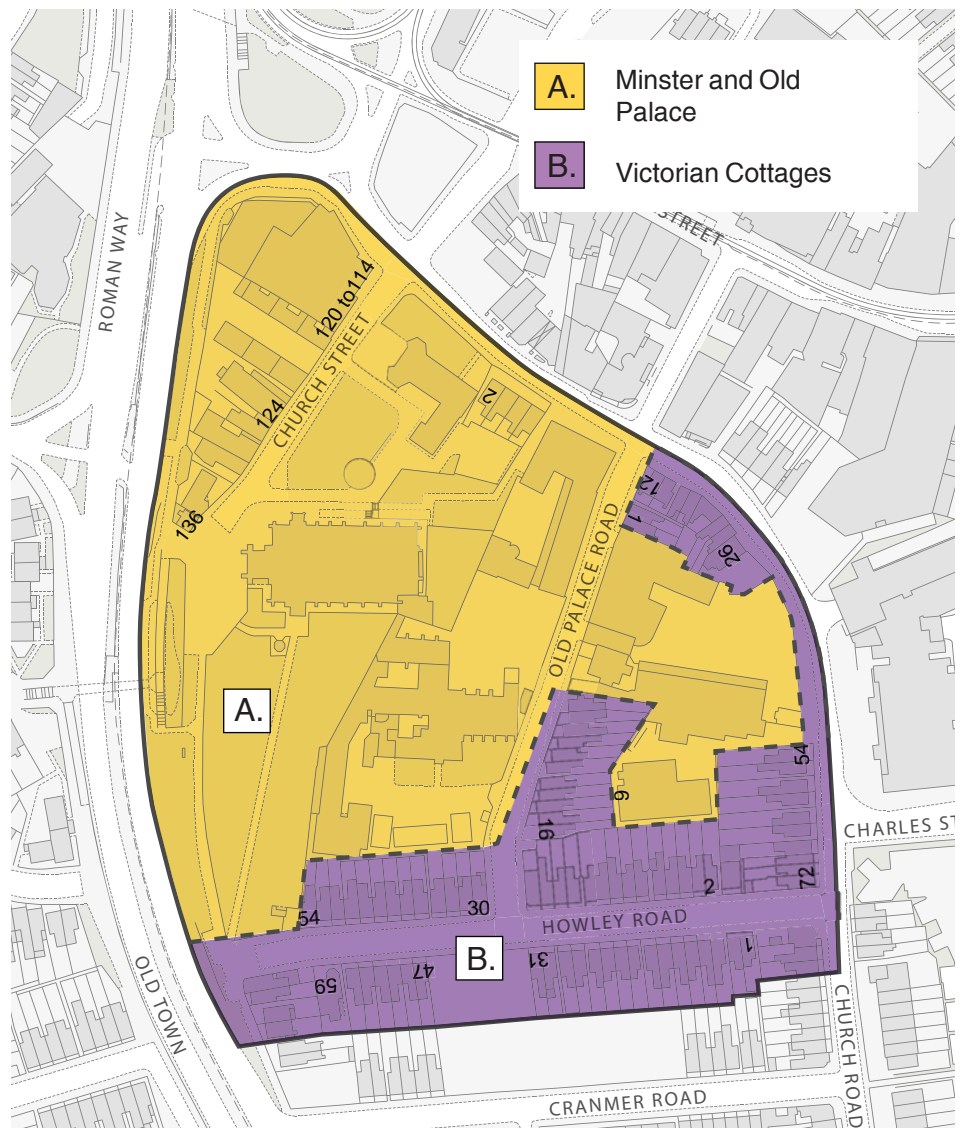 A.
Minster and Old
Palace
B.
Victorian Cottages
STREET
ROMAN WAY
120 to114
CHURCH STREET
124
2
136
12
1
26
OLD PALACE ROAD
A.
54
9
16
CHARLES ST
2
72
54
30
HOWLEY ROAD
B.
31
1
47
59
OLD TOWN
CHURCH ROAD
CRANMER ROAD